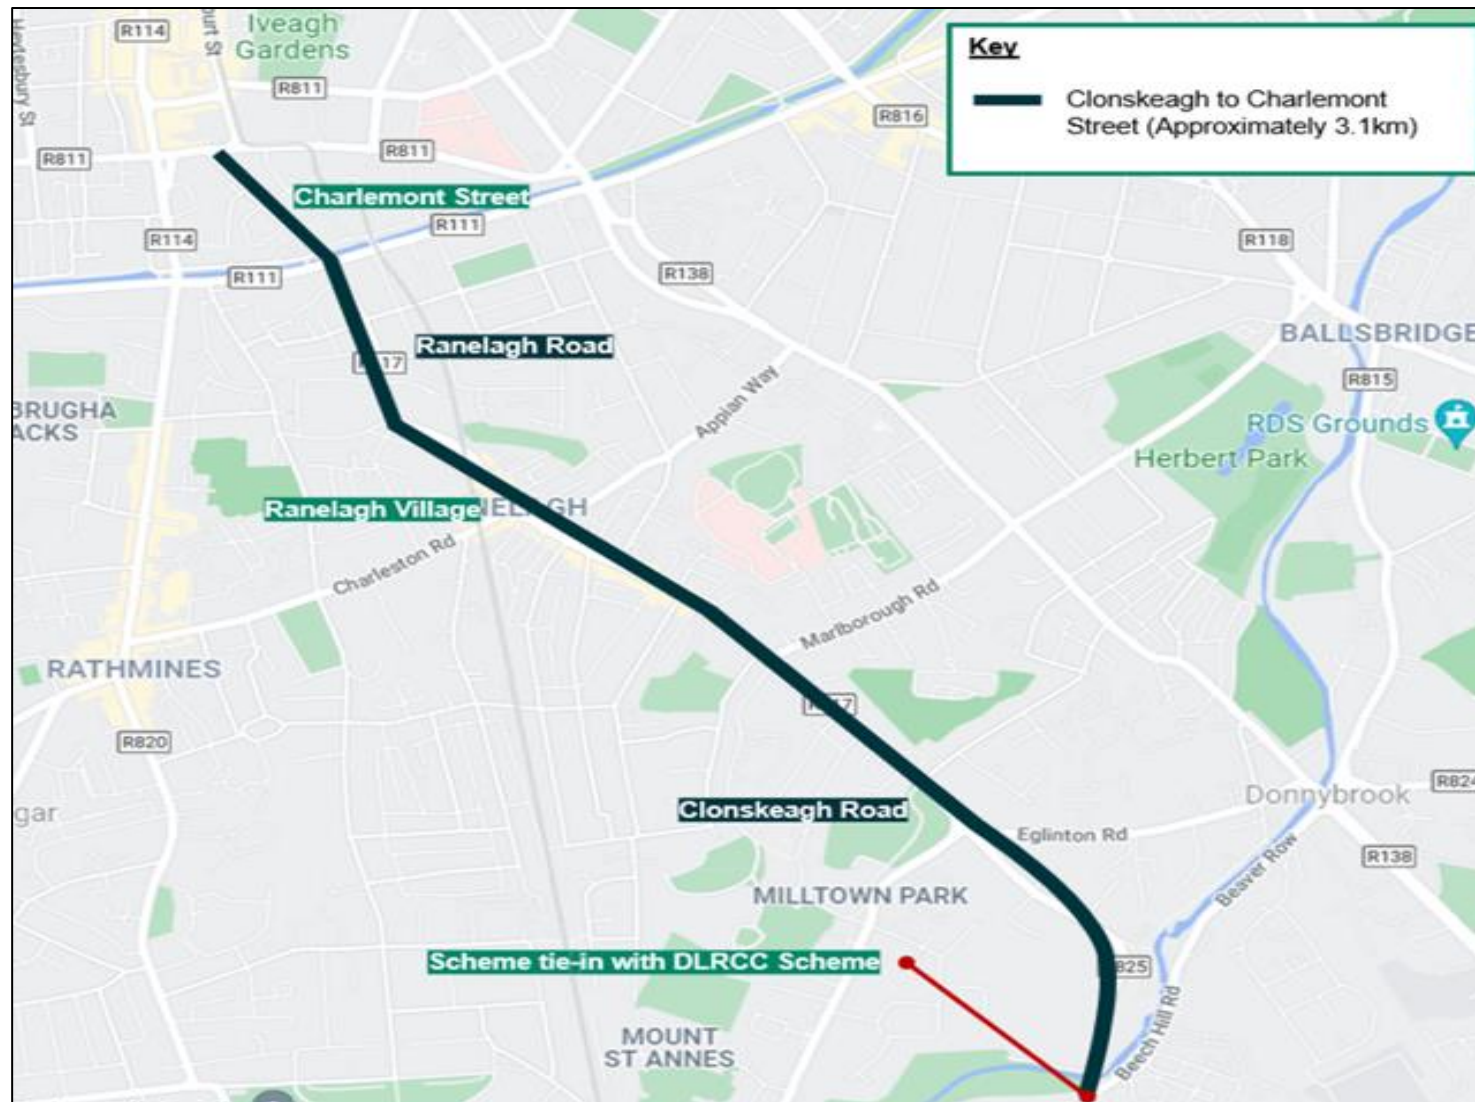 R114
Iveagh
Gardens
Heytesbury St
R811
Key
Clonskeagh to Charlemont
Street (Approximately 3.1km)
R816
R811
R811
Charlemont Street
R114
R111
R111
R118
R138
BALLSBRIDGE
Ranelagh Road
R815
Appian Way
RDS Grounds
Herbert Park
Ranelagh Village
Charleston Rd
Marlborough Rd
RATHMINES
R820
Clonskeagh Road
Eglinton Rd
Donnybrook
R824
R138
Beaver Row
MILLTOWN PARK
Scheme tie-in with DLRCC Scheme
Beech Hill Rd
MOUNT
ST ANNES